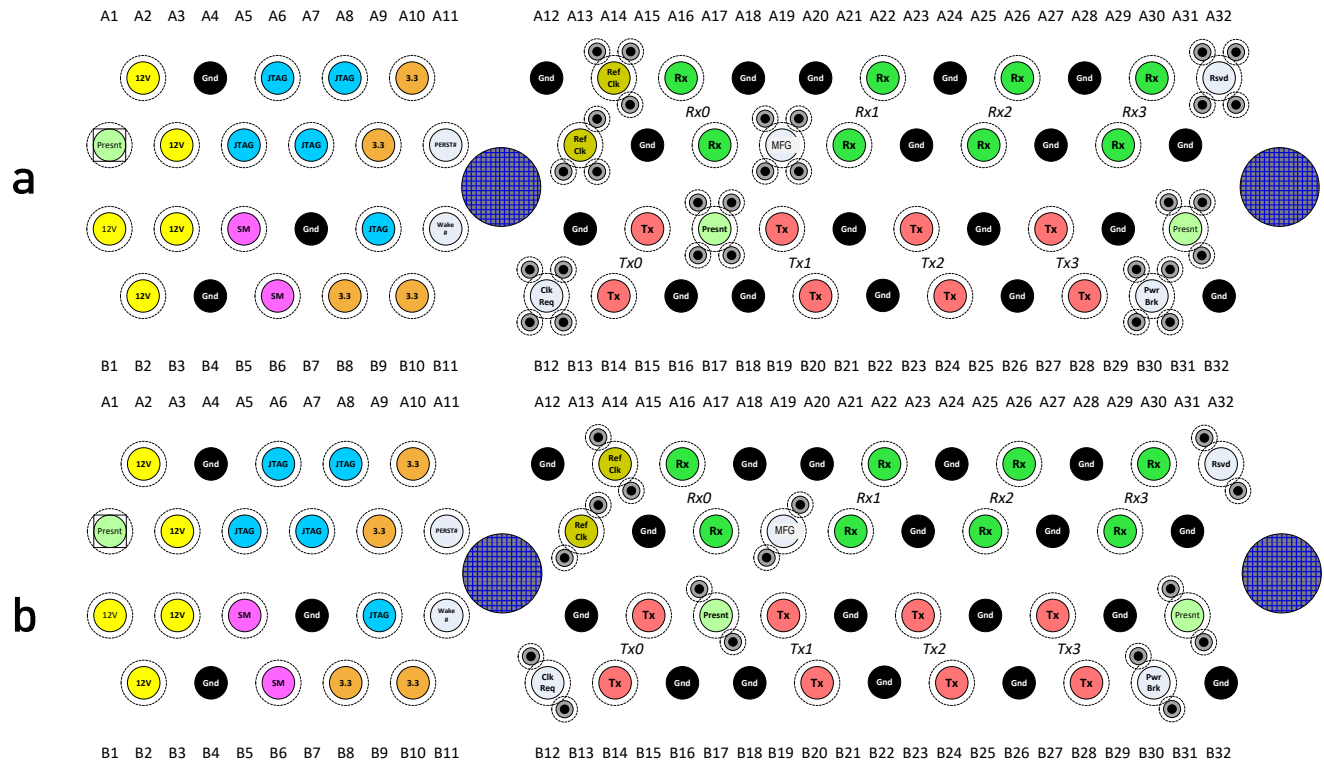 A1 A2 A3 A4 A5 A6 A7 A8 A9 A10 A11 A12 A13 A14 A15 A16 A17 A18 A19 A20 A21 A22 A23 A24 A25 A26 A27 A28 A29 A30 A31 A32
12V Gnd JTAG JTAG 3.3 Gnd Ref Clk Rx Gnd Gnd Rx Gnd Rx Gnd Rx Rsvd
Rx0 Rx1 Rx2 Rx3
Presnt 12V JTAG JTAG 3.3 PERST# Ref Clk Gnd Rx MFG Rx Gnd Rx Gnd Rx Gnd
a
12V 12V SM Gnd JTAG Wake # Gnd Tx Presnt Tx Gnd Tx Gnd Tx Gnd Presnt
Tx0 Tx1 Tx2 Tx3
12V Gnd SM 3.3 3.3 Clk Req Tx Gnd Gnd Tx Gnd Tx Gnd Tx Pwr Brk Gnd
B1 B2 B3 B4 B5 B6 B7 B8 B9 B10 B11 B12 B13 B14 B15 B16 B17 B18 B19 B20 B21 B22 B23 B24 B25 B26 B27 B28 B29 B30 B31 B32
A1 A2 A3 A4 A5 A6 A7 A8 A9 A10 A11 A12 A13 A14 A15 A16 A17 A18 A19 A20 A21 A22 A23 A24 A25 A26 A27 A28 A29 A30 A31 A32
12V Gnd JTAG JTAG 3.3 Gnd Ref Clk Rx Gnd Gnd Rx Gnd Rx Gnd Rx Rsvd
Rx0 Rx1 Rx2 Rx3
Presnt 12V JTAG JTAG 3.3 PERST# Ref Clk Gnd Rx MFG Rx Gnd Rx Gnd Rx Gnd
b
12V 12V SM Gnd JTAG Wake # Gnd Tx Presnt Tx Gnd Tx Gnd Tx Gnd Presnt
Tx0 Tx1 Tx2 Tx3
12V Gnd SM 3.3 3.3 Clk Req Tx Gnd Gnd Tx Gnd Tx Gnd Tx Pwr Brk Gnd
B1 B2 B3 B4 B5 B6 B7 B8 B9 B10 B11 B12 B13 B14 B15 B16 B17 B18 B19 B20 B21 B22 B23 B24 B25 B26 B27 B28 B29 B30 B31 B32